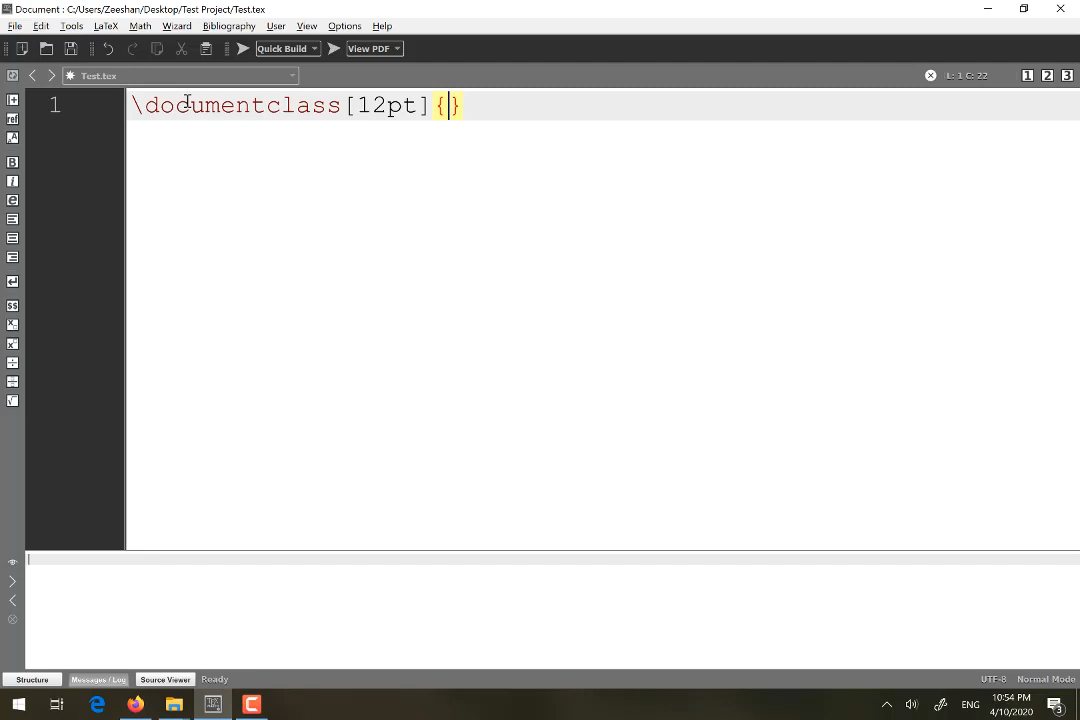 Document : C:/Users/Zeeshan/Desktop/Test Project/Test.tex
File Edit Tools LaTeX Math Wizard Bibliography User View Options Help
Quick Build View PDF
Test.tex L: 1 C: 22 1 2 3
1 \documentclass[12pt]{}
ref
A
B
i
e
$$
Structure Messages / Log Source Viewer Ready UTF-8 Normal Mode
ENG 10:54 PM
4/10/2020 3